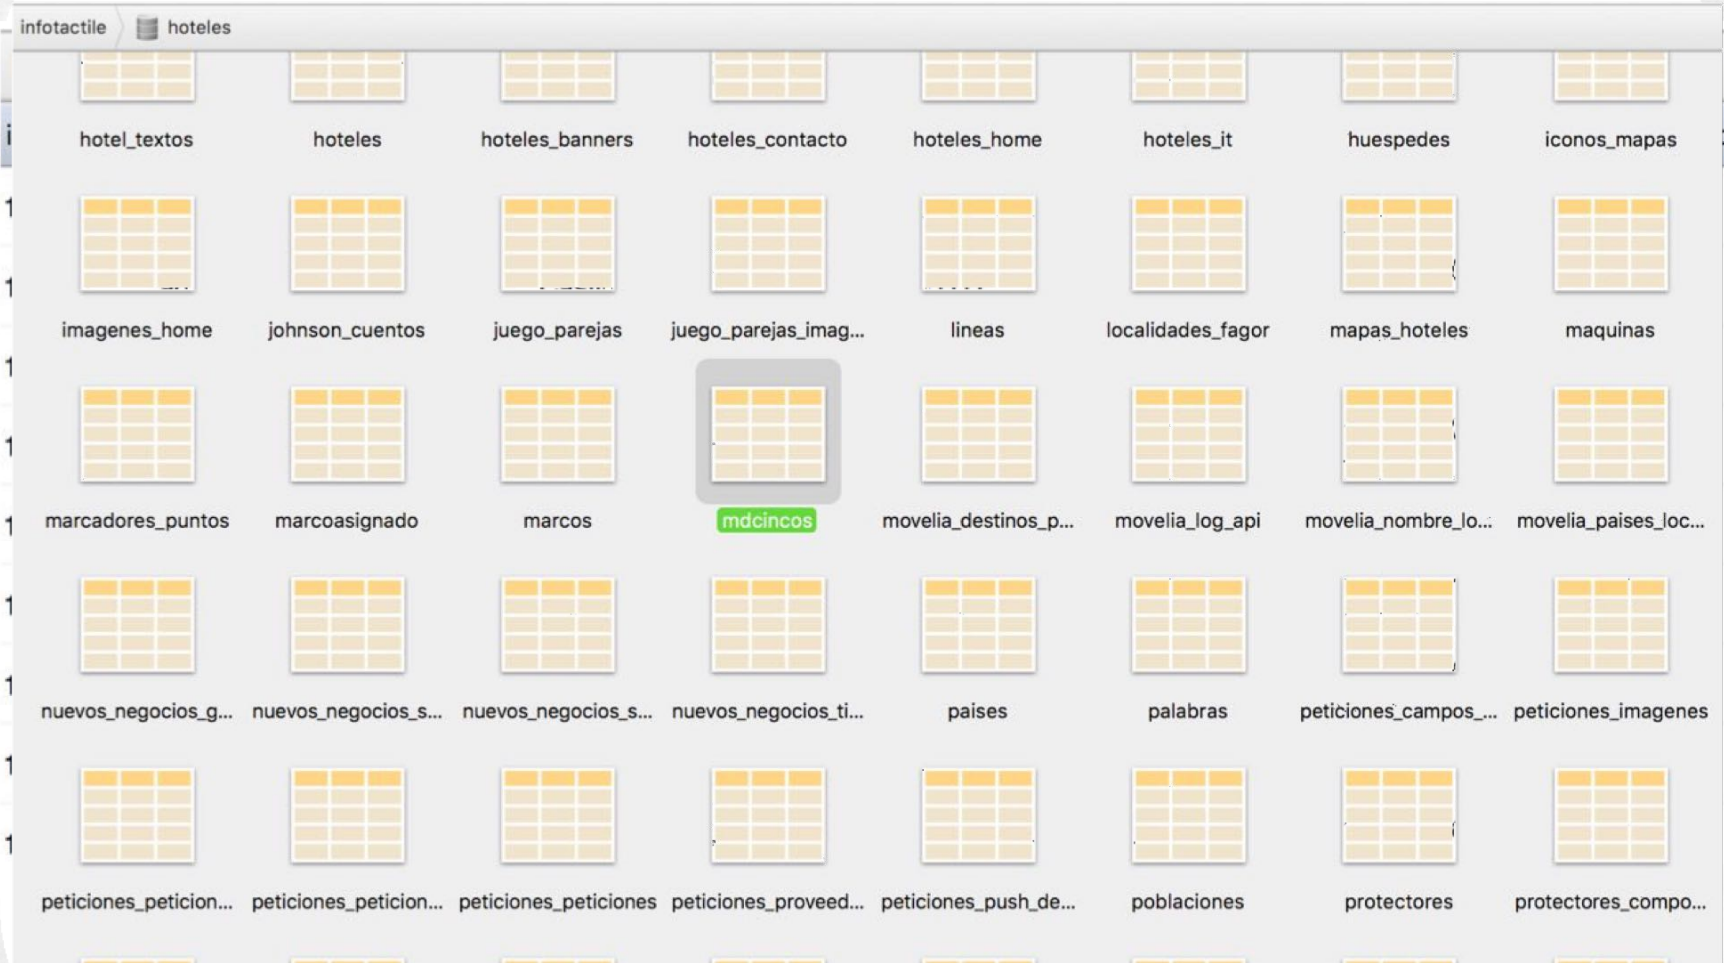 infotactile hoteles
hotel_textos hoteles hoteles_banners hoteles_contacto hoteles_home hoteles_it huespedes iconos_mapas
imagenes_home johnson_cuentos juego_parejas juego_parejas_imag... lineas localidades_fagor mapas_hoteles maquinas
marcadores_puntos marcoasignado marcos mdcincos movelia_destinos_p... movelia_log_api movelia_nombre_lo... movelia_paises_loc...
nuevos_negocios_g... nuevos_negocios_s... nuevos_negocios_s... nuevos_negocios_ti... paises palabras peticiones_campos_... peticiones_imagenes
peticiones_peticion... peticiones_peticion... peticiones_peticiones peticiones_proveed... peticiones_push_de... poblaciones protectores protectores_compo...